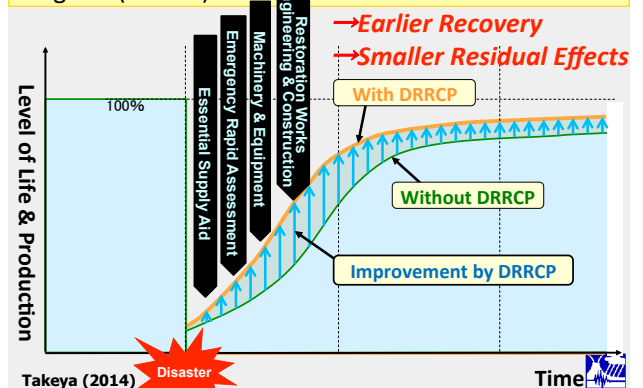 →Earlier Recovery
→Smaller Residual Effects
Level of Life & Production
100%
Essential Supply Aid
Emergency Rapid Assessment
Machinery & Equipment
Restoration Works
Engineering & Construction
With DRRCP
Without DRRCP
Improvement by DRRCP
Disaster
Takeya (2014)
Time